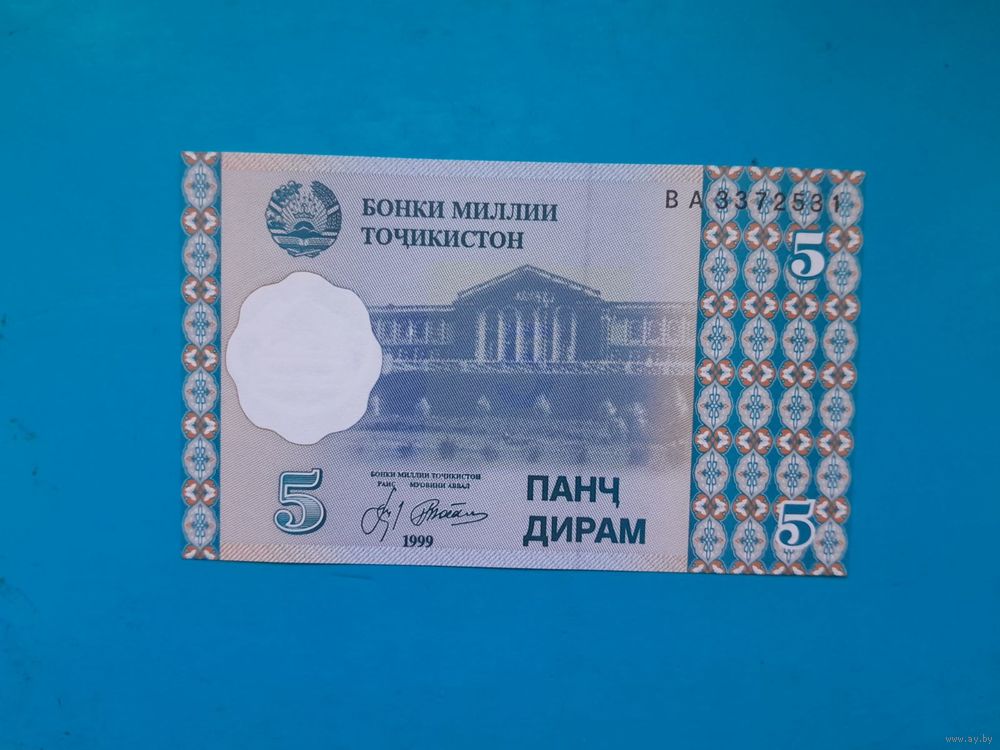 БОНКИ МИЛЛИИ
ТОҶИКИСТОН
ВА 3372531
5
5
БОНКИ МИЛЛИИ ТОҶИКИСТОН
РАИС МУОВИНИ АВВАЛ
1999
ПАНҶ
ДИРАМ
5
www.ay.by